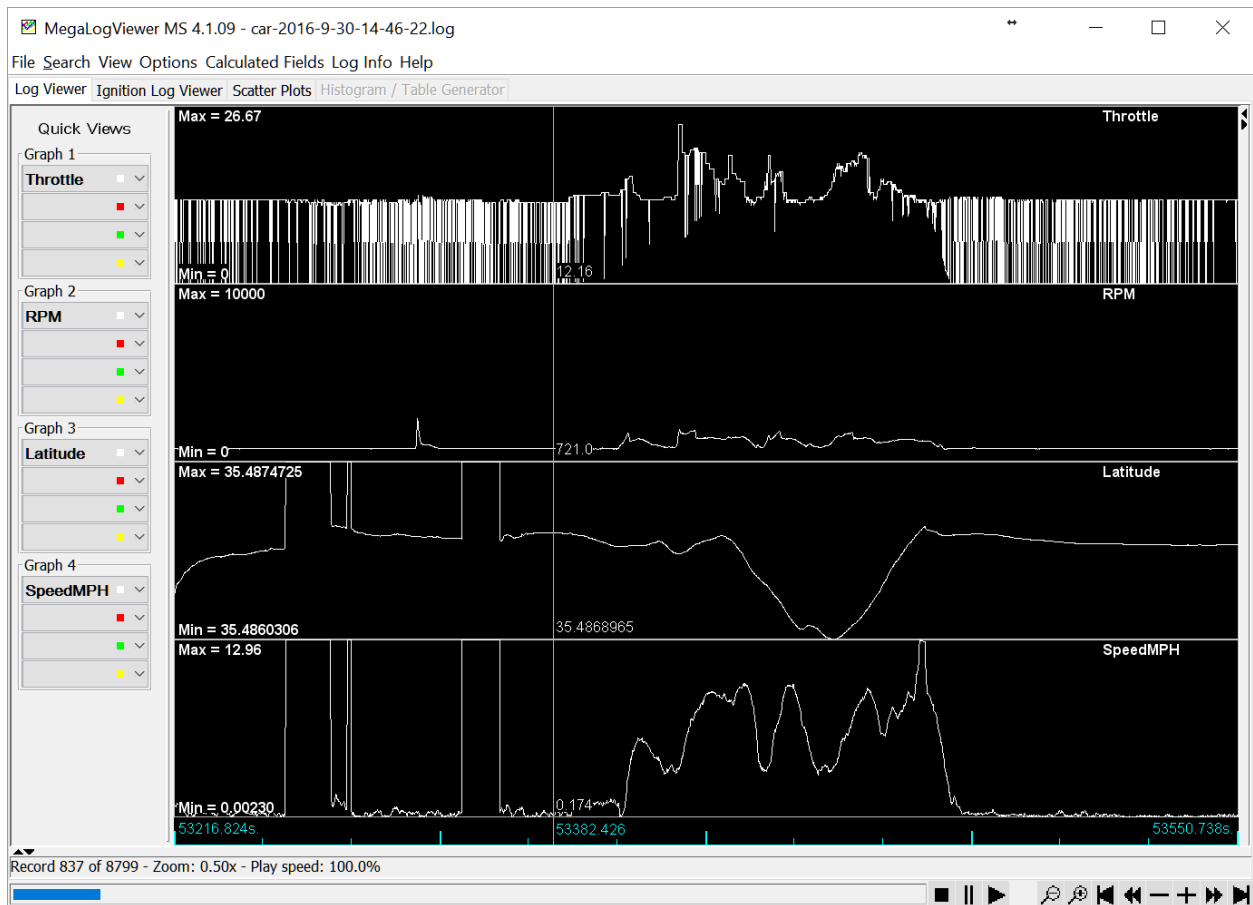 MegaLogViewer MS 4.1.09 - car-2016-9-30-14-46-22.log
File Search View Options Calculated Fields Log Info Help
Log Viewer Ignition Log Viewer Scatter Plots Histogram / Table Generator
Quick Views
Graph 1
Throttle
Graph 2
RPM
Graph 3
Latitude
Graph 4
SpeedMPH
Max = 26.67 Throttle
Min = 0 12.16
Max = 10000 RPM
Min = 0 721.0
Max = 35.4874725 Latitude
Min = 35.4860306 35.4868965
Max = 12.96 SpeedMPH
Min = 0.00230 0.174
53216.824s. 53382.426 53550.738s.
Record 837 of 8799 - Zoom: 0.50x - Play speed: 100.0%